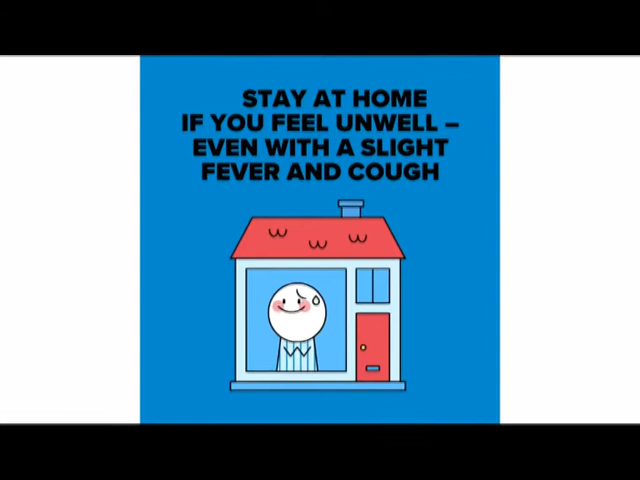 STAY AT HOME
IF YOU FEEL UNWELL –
EVEN WITH A SLIGHT
FEVER AND COUGH